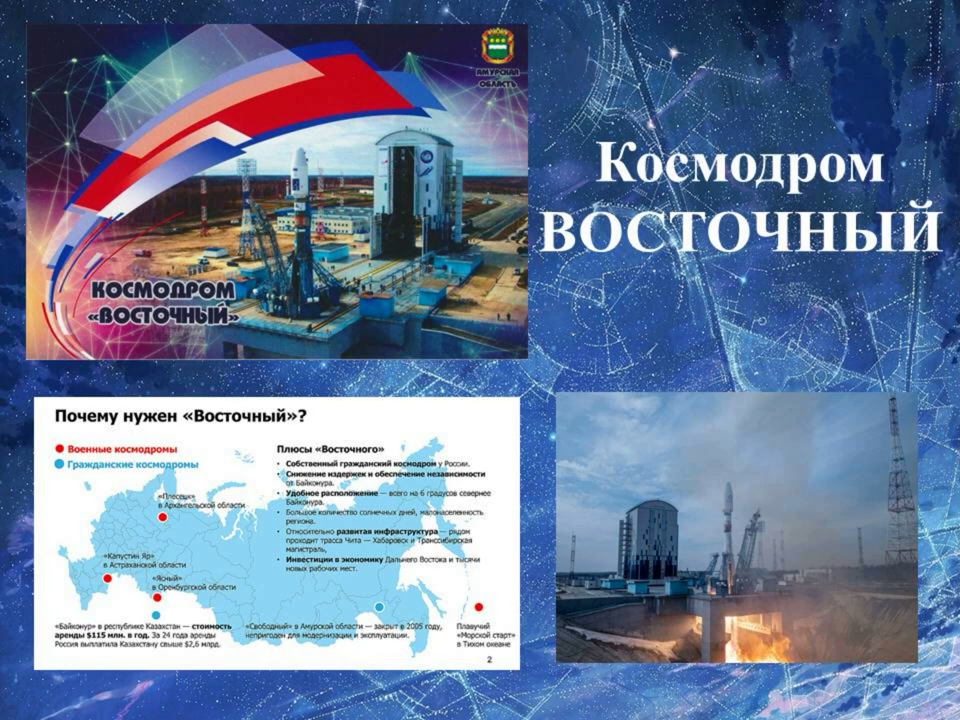 АМУРСКАЯ
ОБЛАСТЬ
КОСМОДРОМ
«ВОСТОЧНЫЙ»
Космодром
ВОСТОЧНЫЙ
Почему нужен «Восточный»?
Военные космодромы
Гражданские космодромы
«Плесецк»
в Архангельской области
«Капустин Яр»
в Астраханской области
«Ясный»
в Оренбургской области
Плюсы «Восточного»
• Собственный гражданский космодром у России.
• Снижение издержек и обеспечение независимости
от Байконура.
• Удобное расположение — всего на 6 градусов севернее
Байконура.
• Большое количество солнечных дней, малонаселенность
региона.
• Относительно развитая инфраструктура — рядом
проходит трасса Чита — Хабаровск и Транссибирская
магистраль.
• Инвестиции в экономику Дальнего Востока и тысячи
новых рабочих мест.
«Байконур» в республике Казахстан — стоимость
аренды $115 млн. в год. За 24 года аренды
Россия выплатила Казахстану свыше $2,6 млрд.
«Свободный» в Амурской области — закрыт в 2005 году,
непригоден для модернизации и эксплуатации.
Плавучий
«Морской старт»
в Тихом океане
2